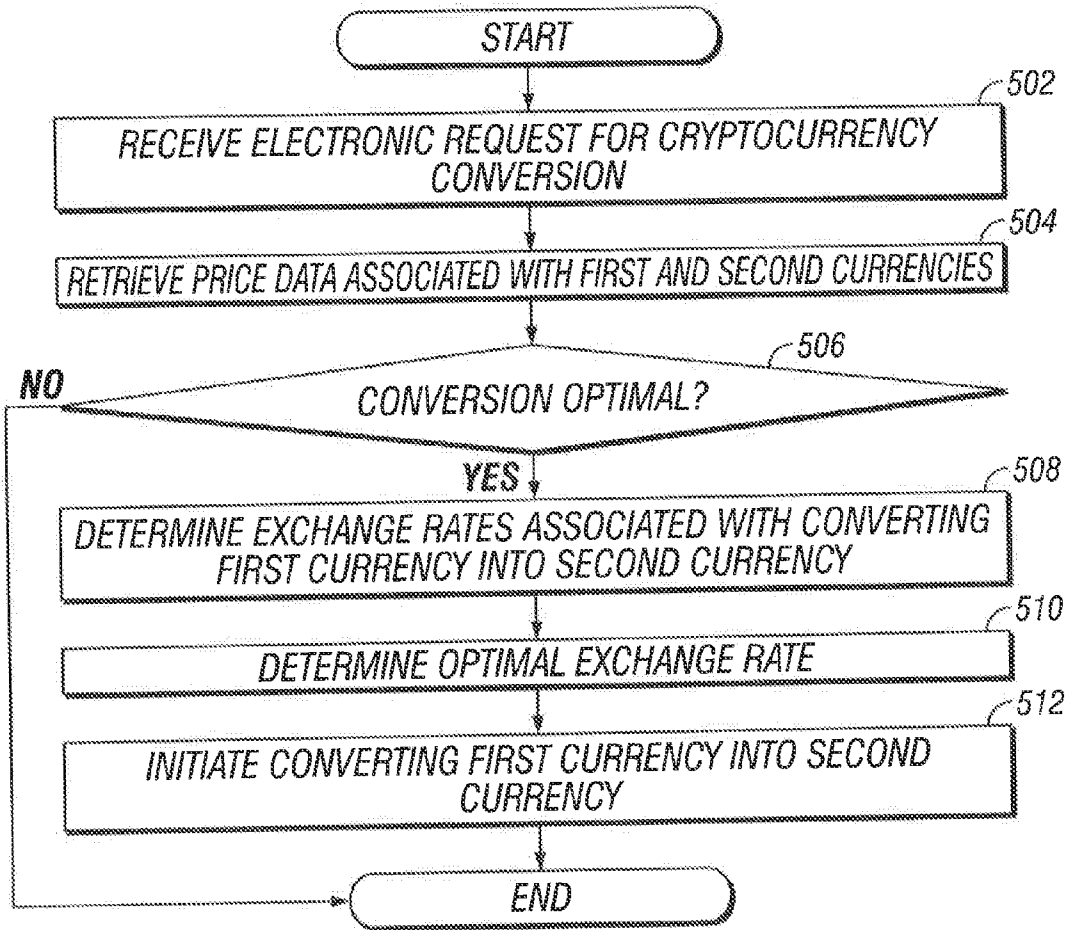 START
502
RECEIVE ELECTRONIC REQUEST FOR CRYPTOCURRENCY
CONVERSION
504
RETRIEVE PRICE DATA ASSOCIATED WITH FIRST AND SECOND CURRENCIES
506
NO
CONVERSION OPTIMAL?
YES
508
DETERMINE EXCHANGE RATES ASSOCIATED WITH CONVERTING
FIRST CURRENCY INTO SECOND CURRENCY
510
DETERMINE OPTIMAL EXCHANGE RATE
512
INITIATE CONVERTING FIRST CURRENCY INTO SECOND
CURRENCY
END